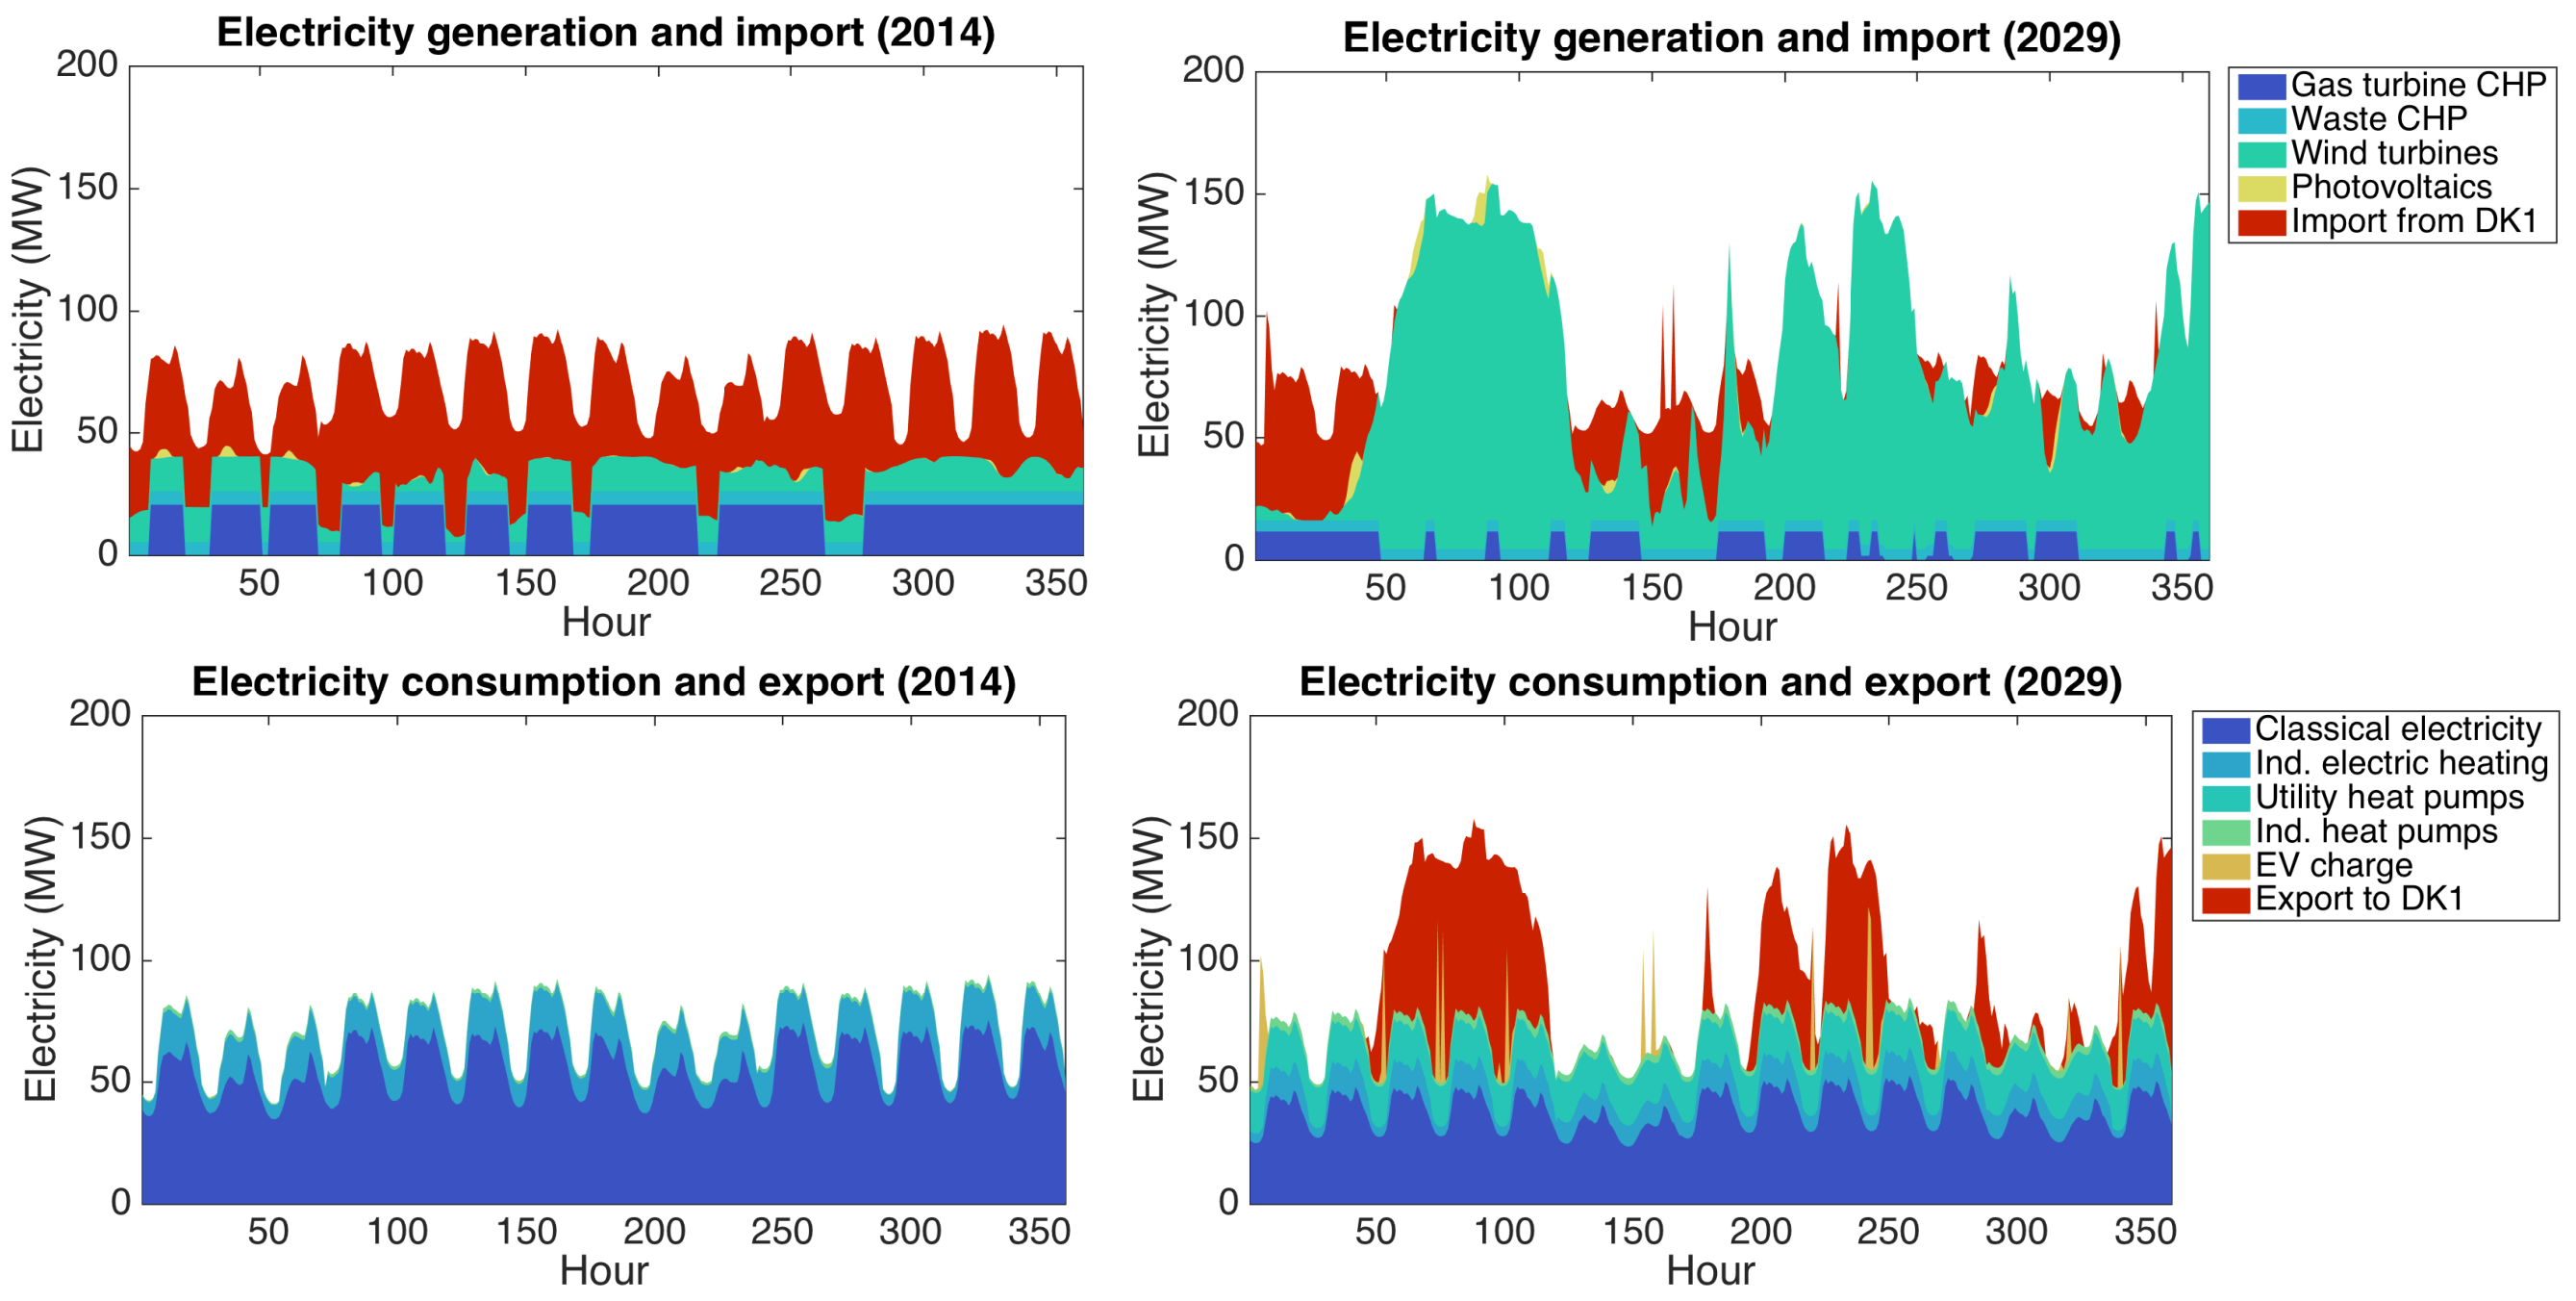 Electricity generation and import (2014)
200
150
100
50
0
Electricity (MW)
50 100 150 200 250 300 350
Hour
Electricity generation and import (2029)
200
150
100
50
0
Electricity (MW)
50 100 150 200 250 300 350
Hour
Gas turbine CHP
Waste CHP
Wind turbines
Photovoltaics
Import from DK1
Electricity consumption and export (2014)
200
150
100
50
0
Electricity (MW)
50 100 150 200 250 300 350
Hour
Electricity consumption and export (2029)
200
150
100
50
0
Electricity (MW)
50 100 150 200 250 300 350
Hour
Classical electricity
Ind. electric heating
Utility heat pumps
Ind. heat pumps
EV charge
Export to DK1